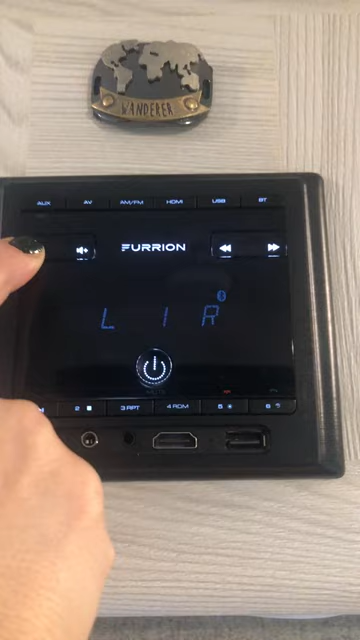 WANDERER
AUX AV AM/FM HDMI USB BT
FURRION
L I R
2 3 RPT 4 RDM 5 6